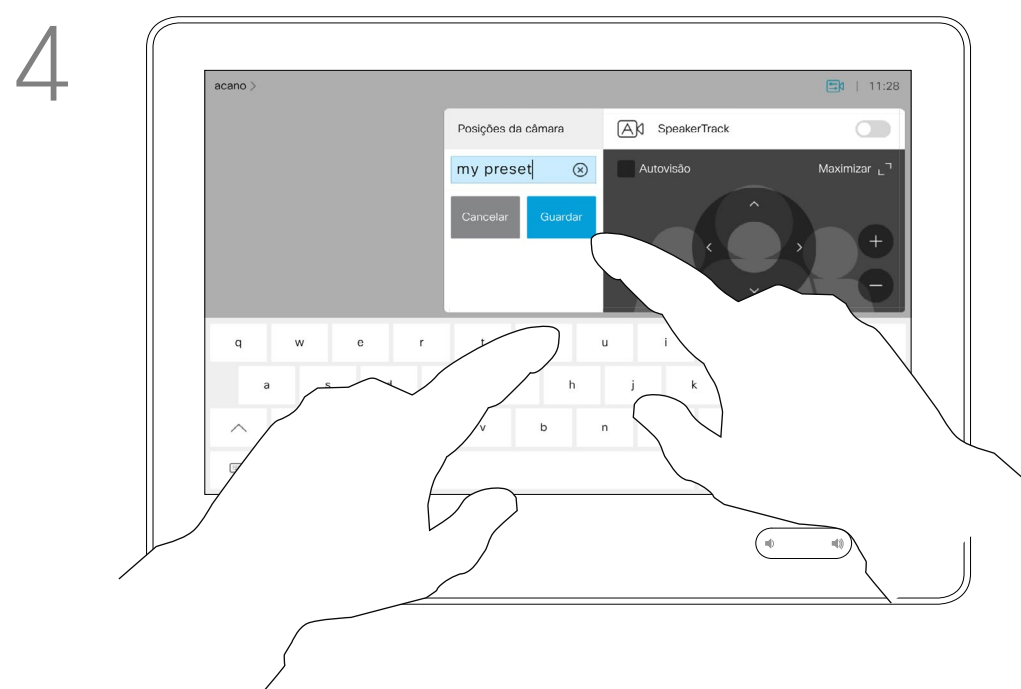 4
acano >
11:28
Posições da câmara
SpeakerTrack
my preset
Autovisão
Maximizar
Cancelar
Guardar
q w e r t u i
a s d h j k
v b n